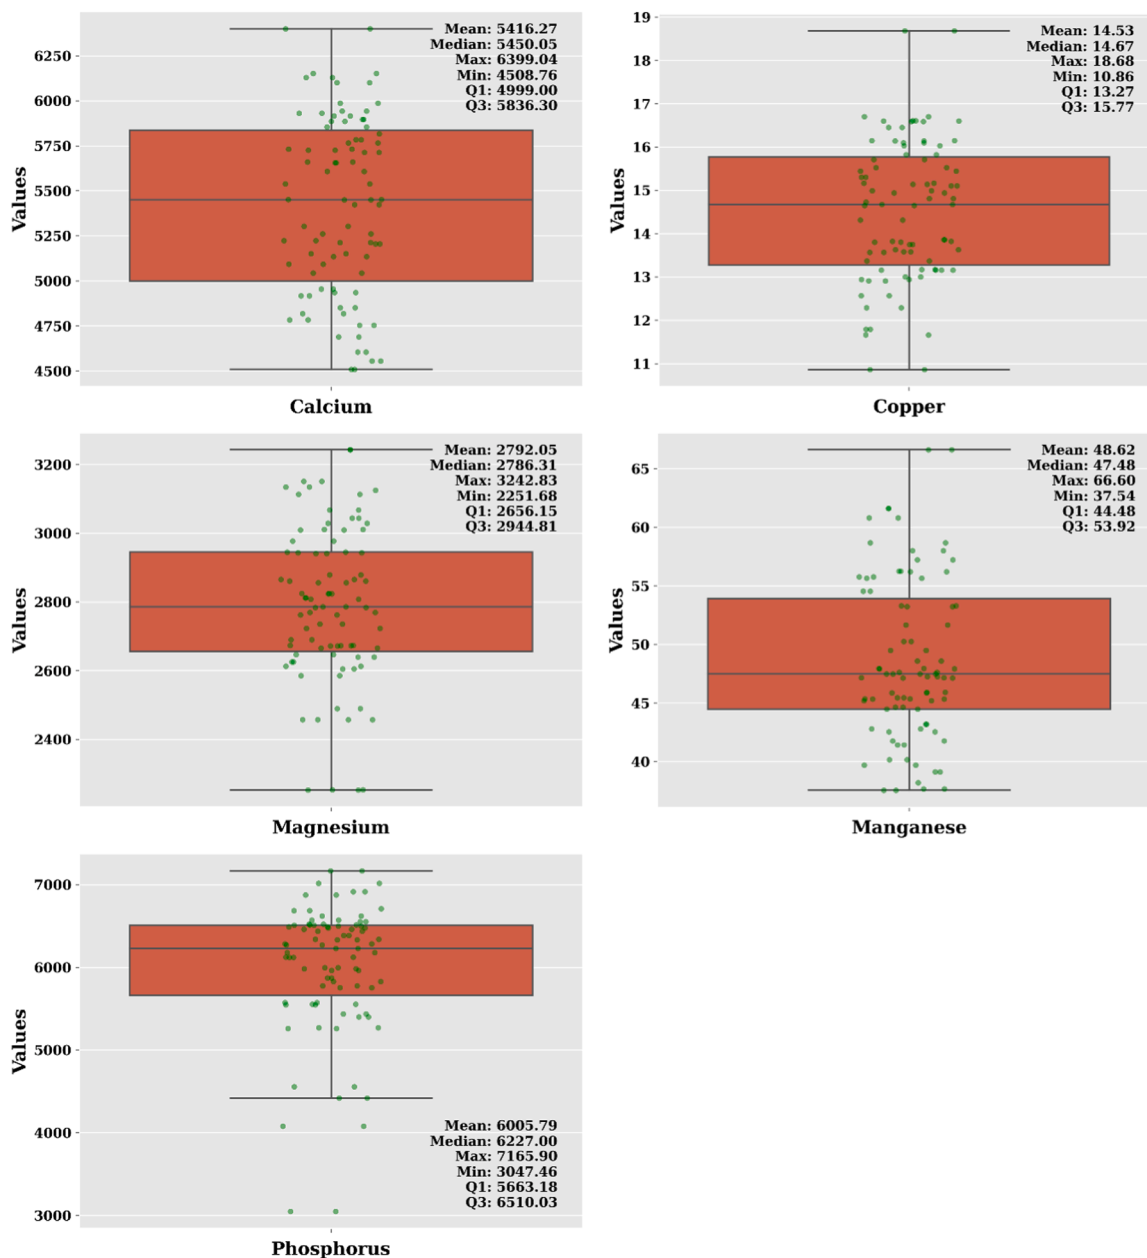 Mean: 5416.27
Median: 5450.05
Max: 6399.04
Min: 4508.76
Q1: 4999.00
Q3: 5836.30
6250
6000
5750
5500
5250
5000
4750
4500
Values
Calcium
Mean: 14.53
Median: 14.67
Max: 18.68
Min: 10.86
Q1: 13.27
Q3: 15.77
19
18
17
16
15
14
13
12
11
Values
Copper
Mean: 2792.05
Median: 2786.31
Max: 3242.83
Min: 2251.68
Q1: 2656.15
Q3: 2944.81
3200
3000
2800
2600
2400
Values
Magnesium
Mean: 48.62
Median: 47.48
Max: 66.60
Min: 37.54
Q1: 44.48
Q3: 53.92
65
60
55
50
45
40
Values
Manganese
7000
6000
5000
4000
3000
Values
Mean: 6005.79
Median: 6227.00
Max: 7165.90
Min: 3047.46
Q1: 5663.18
Q3: 6510.03
Phosphorus